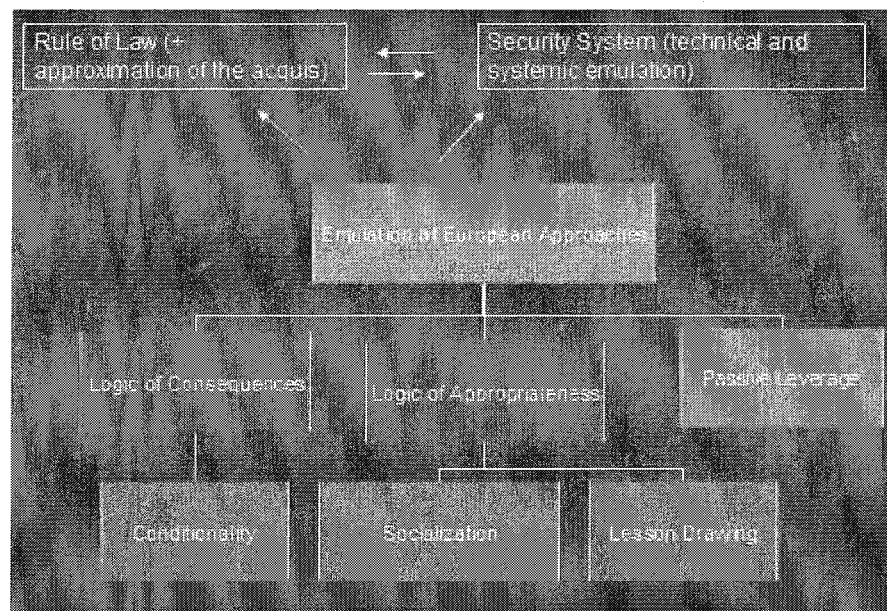 Rule of Law (+
approximation of the acquis)
Security System (technical and
systemic emulation)
Emulation of European Approaches
Logic of Consequences
Logic of Appropriateness
Passive Leverage
Conditionality
Socialization
Lesson Drawing